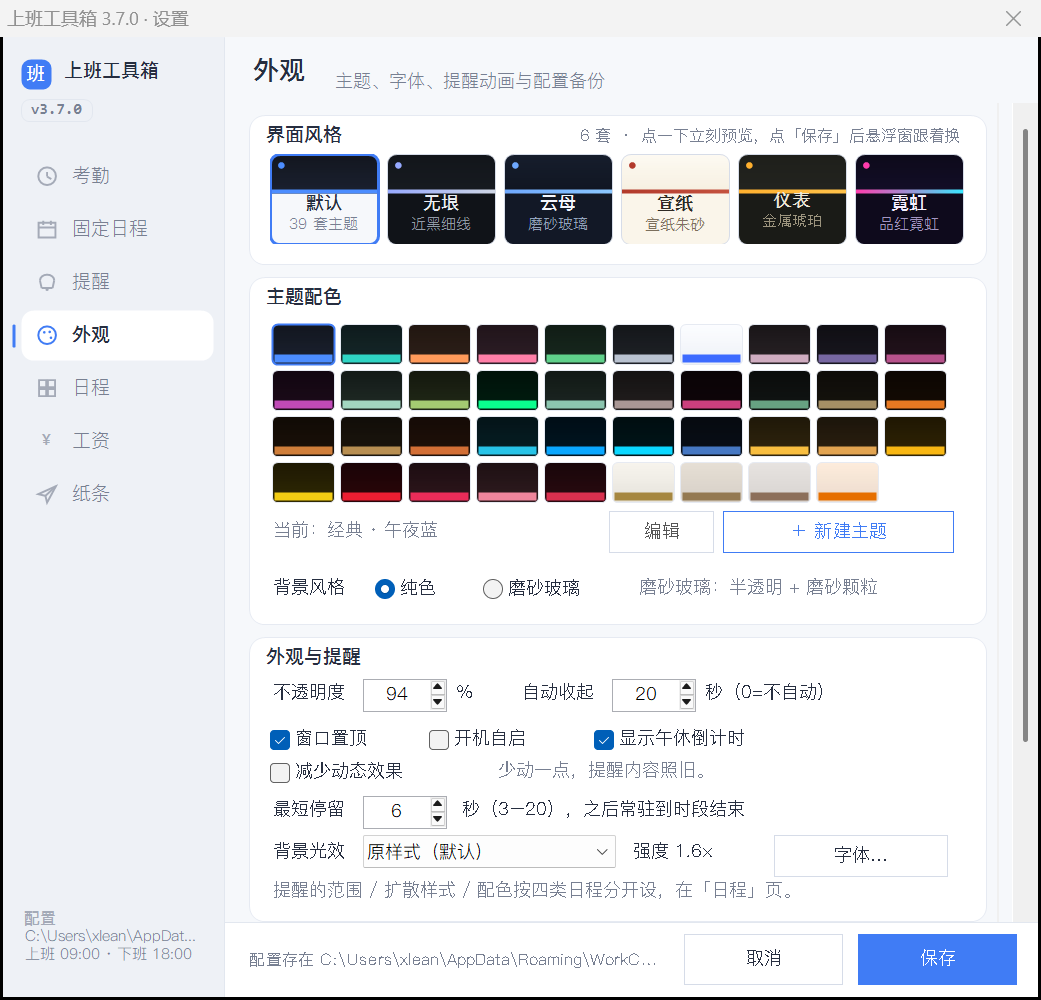 上班工具箱 3.7.0 · 设置
班 上班工具箱
v3.7.0
考勤
固定日程
提醒
外观
日程
¥ 工资
纸条
配置
C:\Users\xlean\AppDat...
上班 09:00 · 下班 18:00
外观 主题、字体、提醒动画与配置备份
界面风格 6 套 · 点一下立刻预览，点「保存」后悬浮窗跟着换
默认 无垠 云母 宣纸 仪表 霓虹
39 套主题 近黑细线 磨砂玻璃 宣纸朱砂 金属琥珀 品红霓虹
主题配色
当前：经典 · 午夜蓝 编辑 + 新建主题
背景风格 纯色 磨砂玻璃 磨砂玻璃：半透明 + 磨砂颗粒
外观与提醒
不透明度 94 % 自动收起 20 秒（0=不自动）
窗口置顶 开机自启 显示午休倒计时
减少动态效果 少动一点，提醒内容照旧。
最短停留 6 秒（3—20），之后常驻到时段结束
背景光效 原样式（默认） 强度 1.6× 字体...
提醒的范围 / 扩散样式 / 配色按四类日程分开设，在「日程」页。
配置存在 C:\Users\xlean\AppData\Roaming\WorkC... 取消 保存